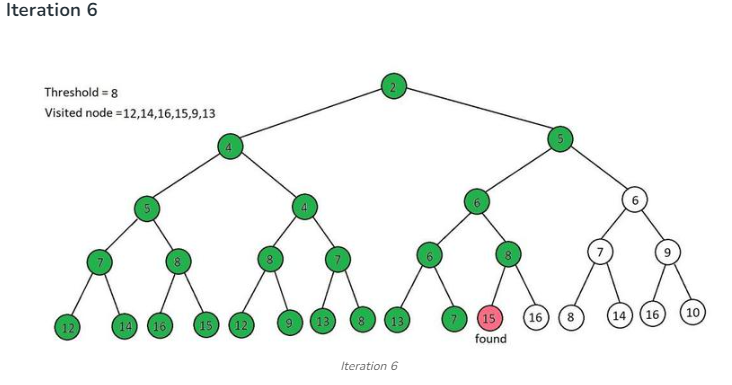 Iteration 6
Threshold = 8
Visited node =12,14,16,15,9,13
2
4 5
5 4 6 6
7 8 8 7 6 8 7 9
12 14 16 15 12 9 13 8 13 7 15 16 8 14 16 10
found
Iteration 6